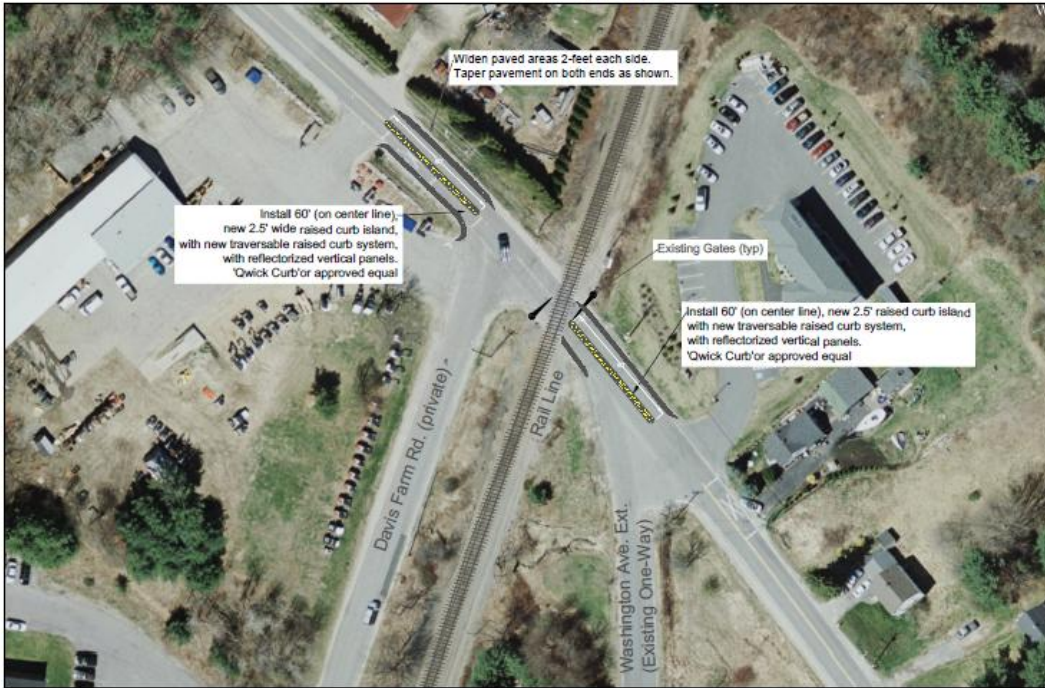 Widen paved areas 2-feet each side.
Taper pavement on both ends as shown.
Install 60' (on center line),
new 2.5' wide raised curb island,
with new traversable raised curb system,
with reflectorized vertical panels.
'Qwick Curb'or approved equal
Existing Gates (typ)
Install 60' (on center line), new 2.5' raised curb island
with new traversable raised curb system,
with reflectorized vertical panels.
'Qwick Curb'or approved equal
Davis Farm Rd. (private)
Rail Line
Washington Ave. Ext.
(Existing One-Way)